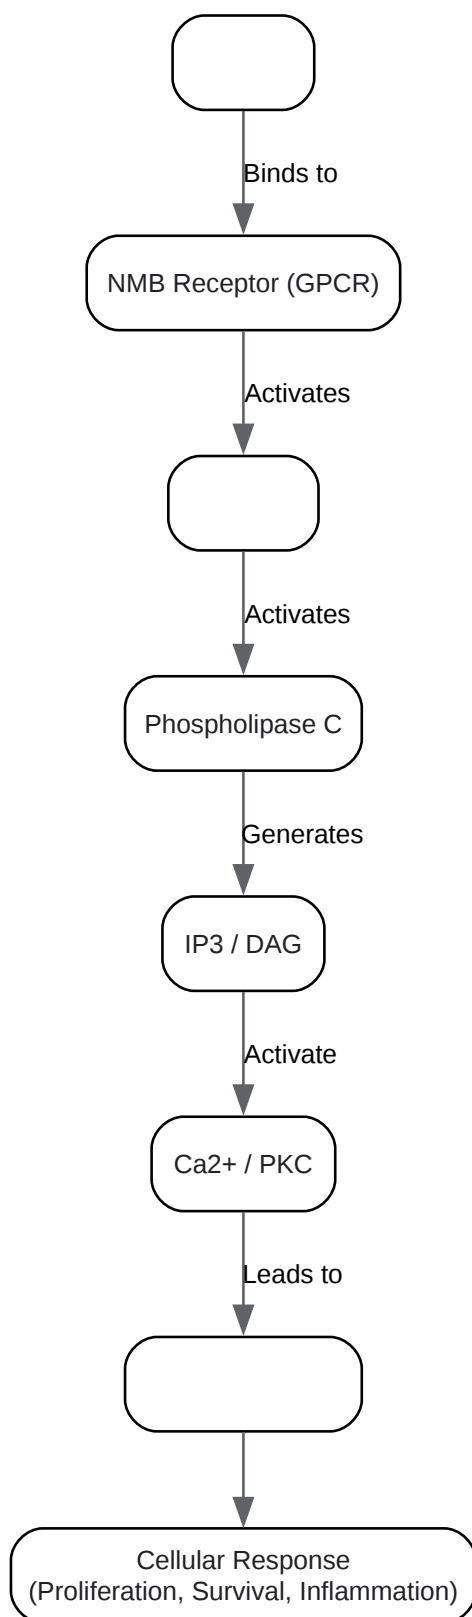 Binds to
NMB Receptor (GPCR)
Activates
Activates
Phospholipase C
Generates
IP3 / DAG
Activate
Ca2+ / PKC
Leads to
Cellular Response
(Proliferation, Survival, Inflammation)